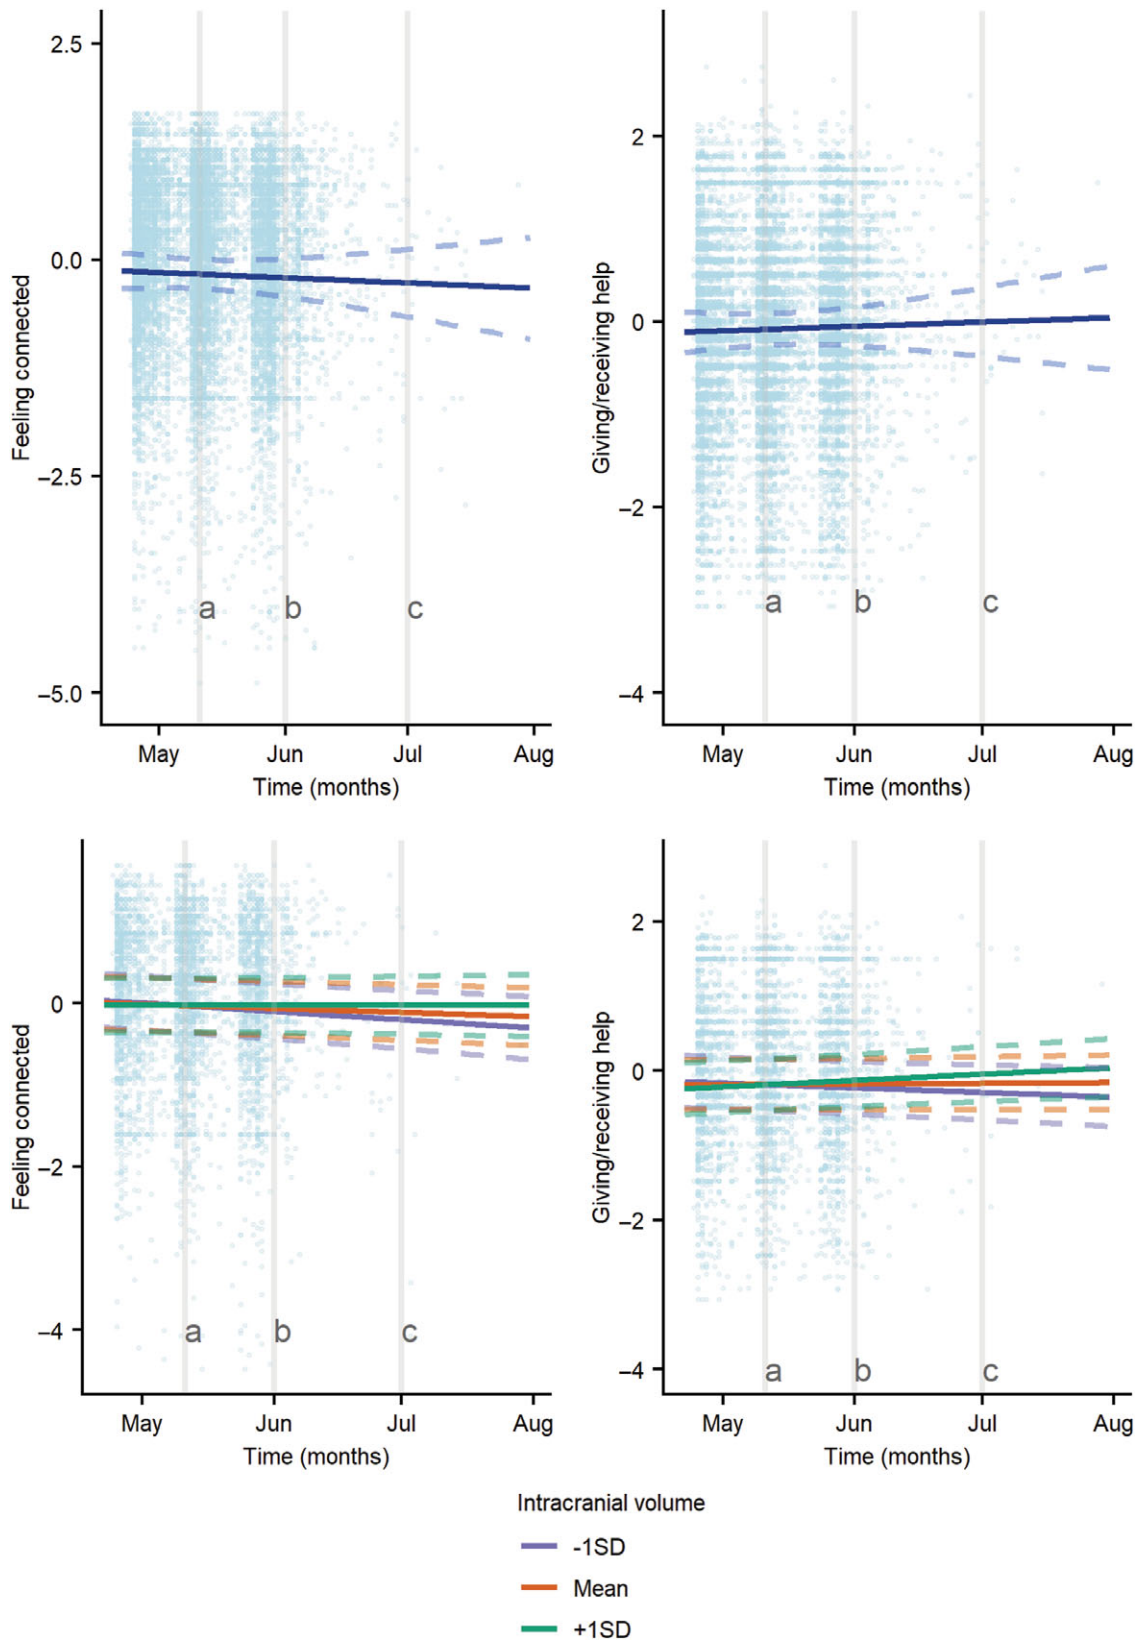 2.5
0.0
−2.5
−5.0
Feeling connected
a
b
c
May
Jun
Jul
Aug
Time (months)
2
0
−2
−4
Giving/receiving help
a
b
c
May
Jun
Jul
Aug
Time (months)
0
−2
−4
Feeling connected
a
b
c
May
Jun
Jul
Aug
Time (months)
2
0
−2
−4
Giving/receiving help
a
b
c
May
Jun
Jul
Aug
Time (months)
Intracranial volume
-1SD
Mean
+1SD